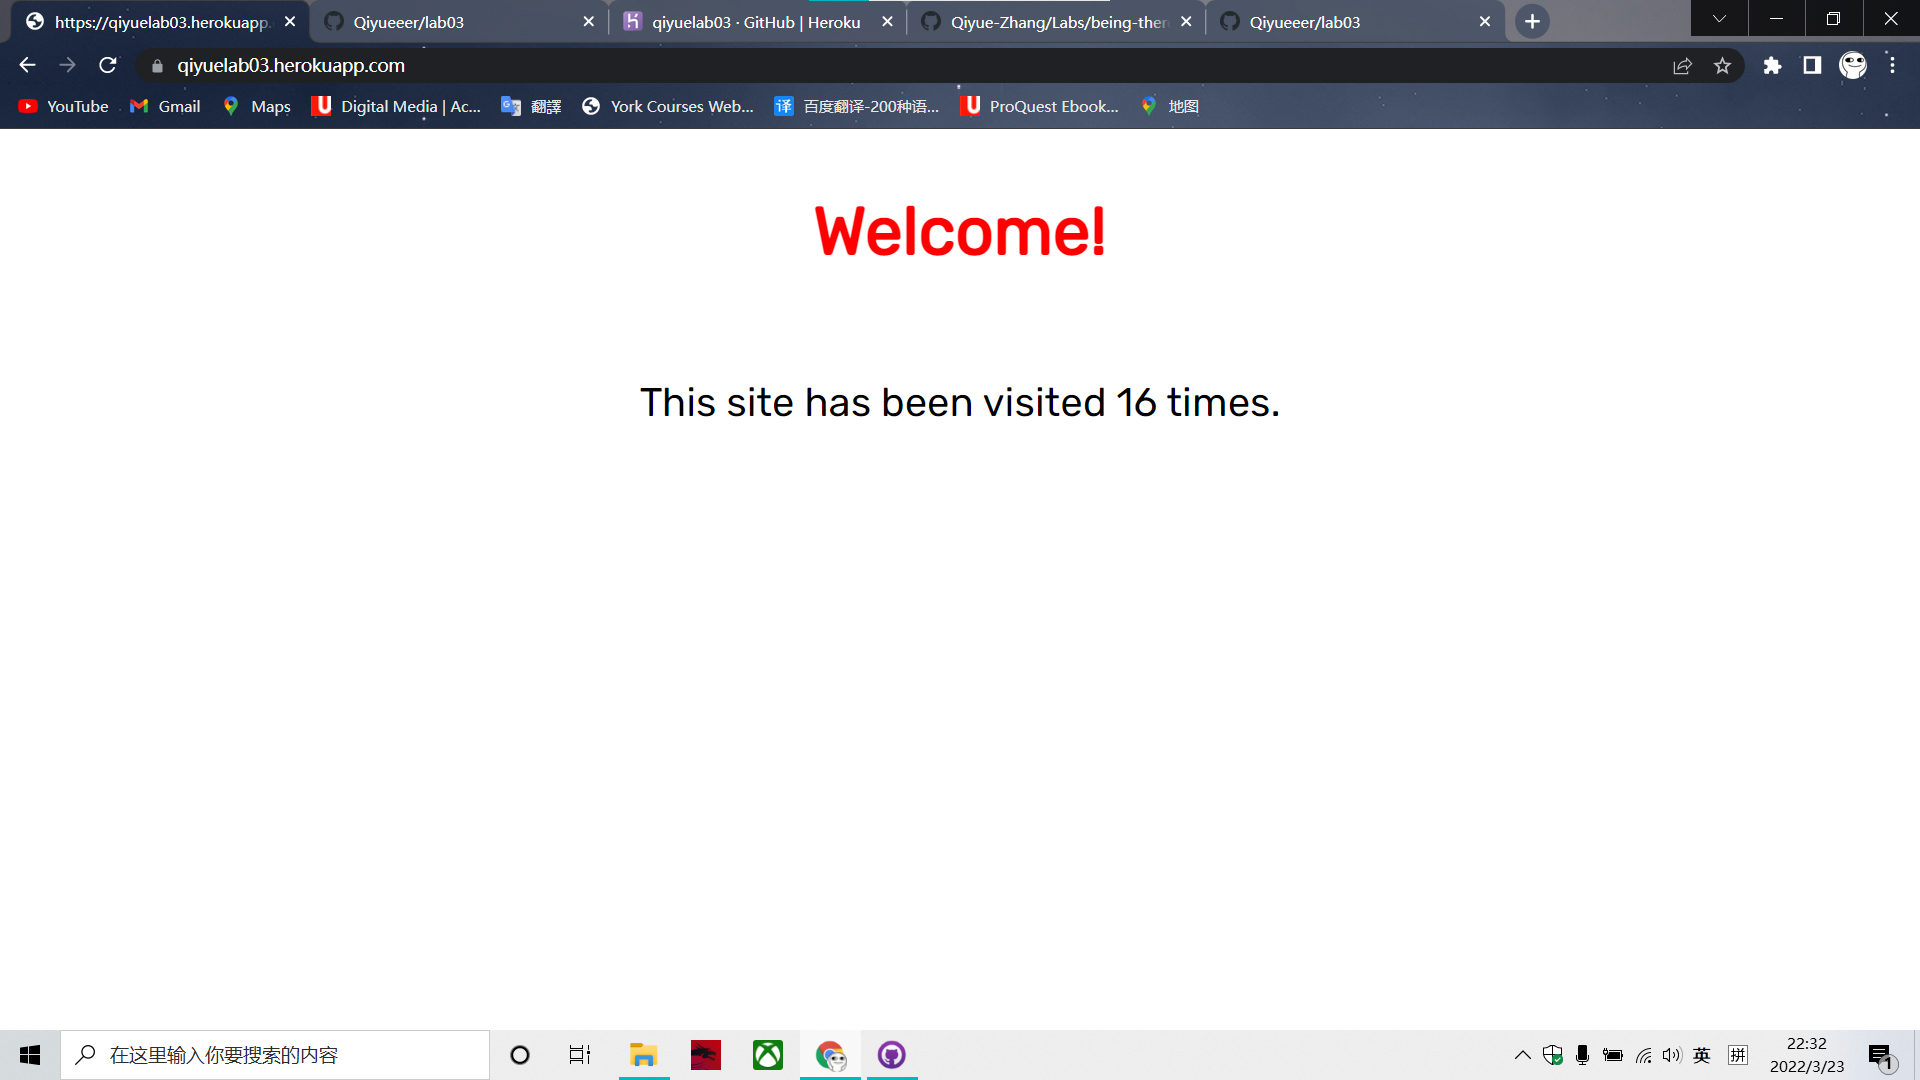 https://qiyuelab03.herokuapp.
Qiyueeer/lab03
qiyuelab03 · GitHub | Heroku
Qiyue-Zhang/Labs/being-ther
Qiyueeer/lab03
qiyuelab03.herokuapp.com
YouTube
Gmail
Maps
Digital Media | Ac...
翻譯
York Courses Web...
百度翻译-200种语...
ProQuest Ebook...
地图
Welcome!
This site has been visited 16 times.
在这里输入你要搜索的内容
英
拼
22:32
2022/3/23
1